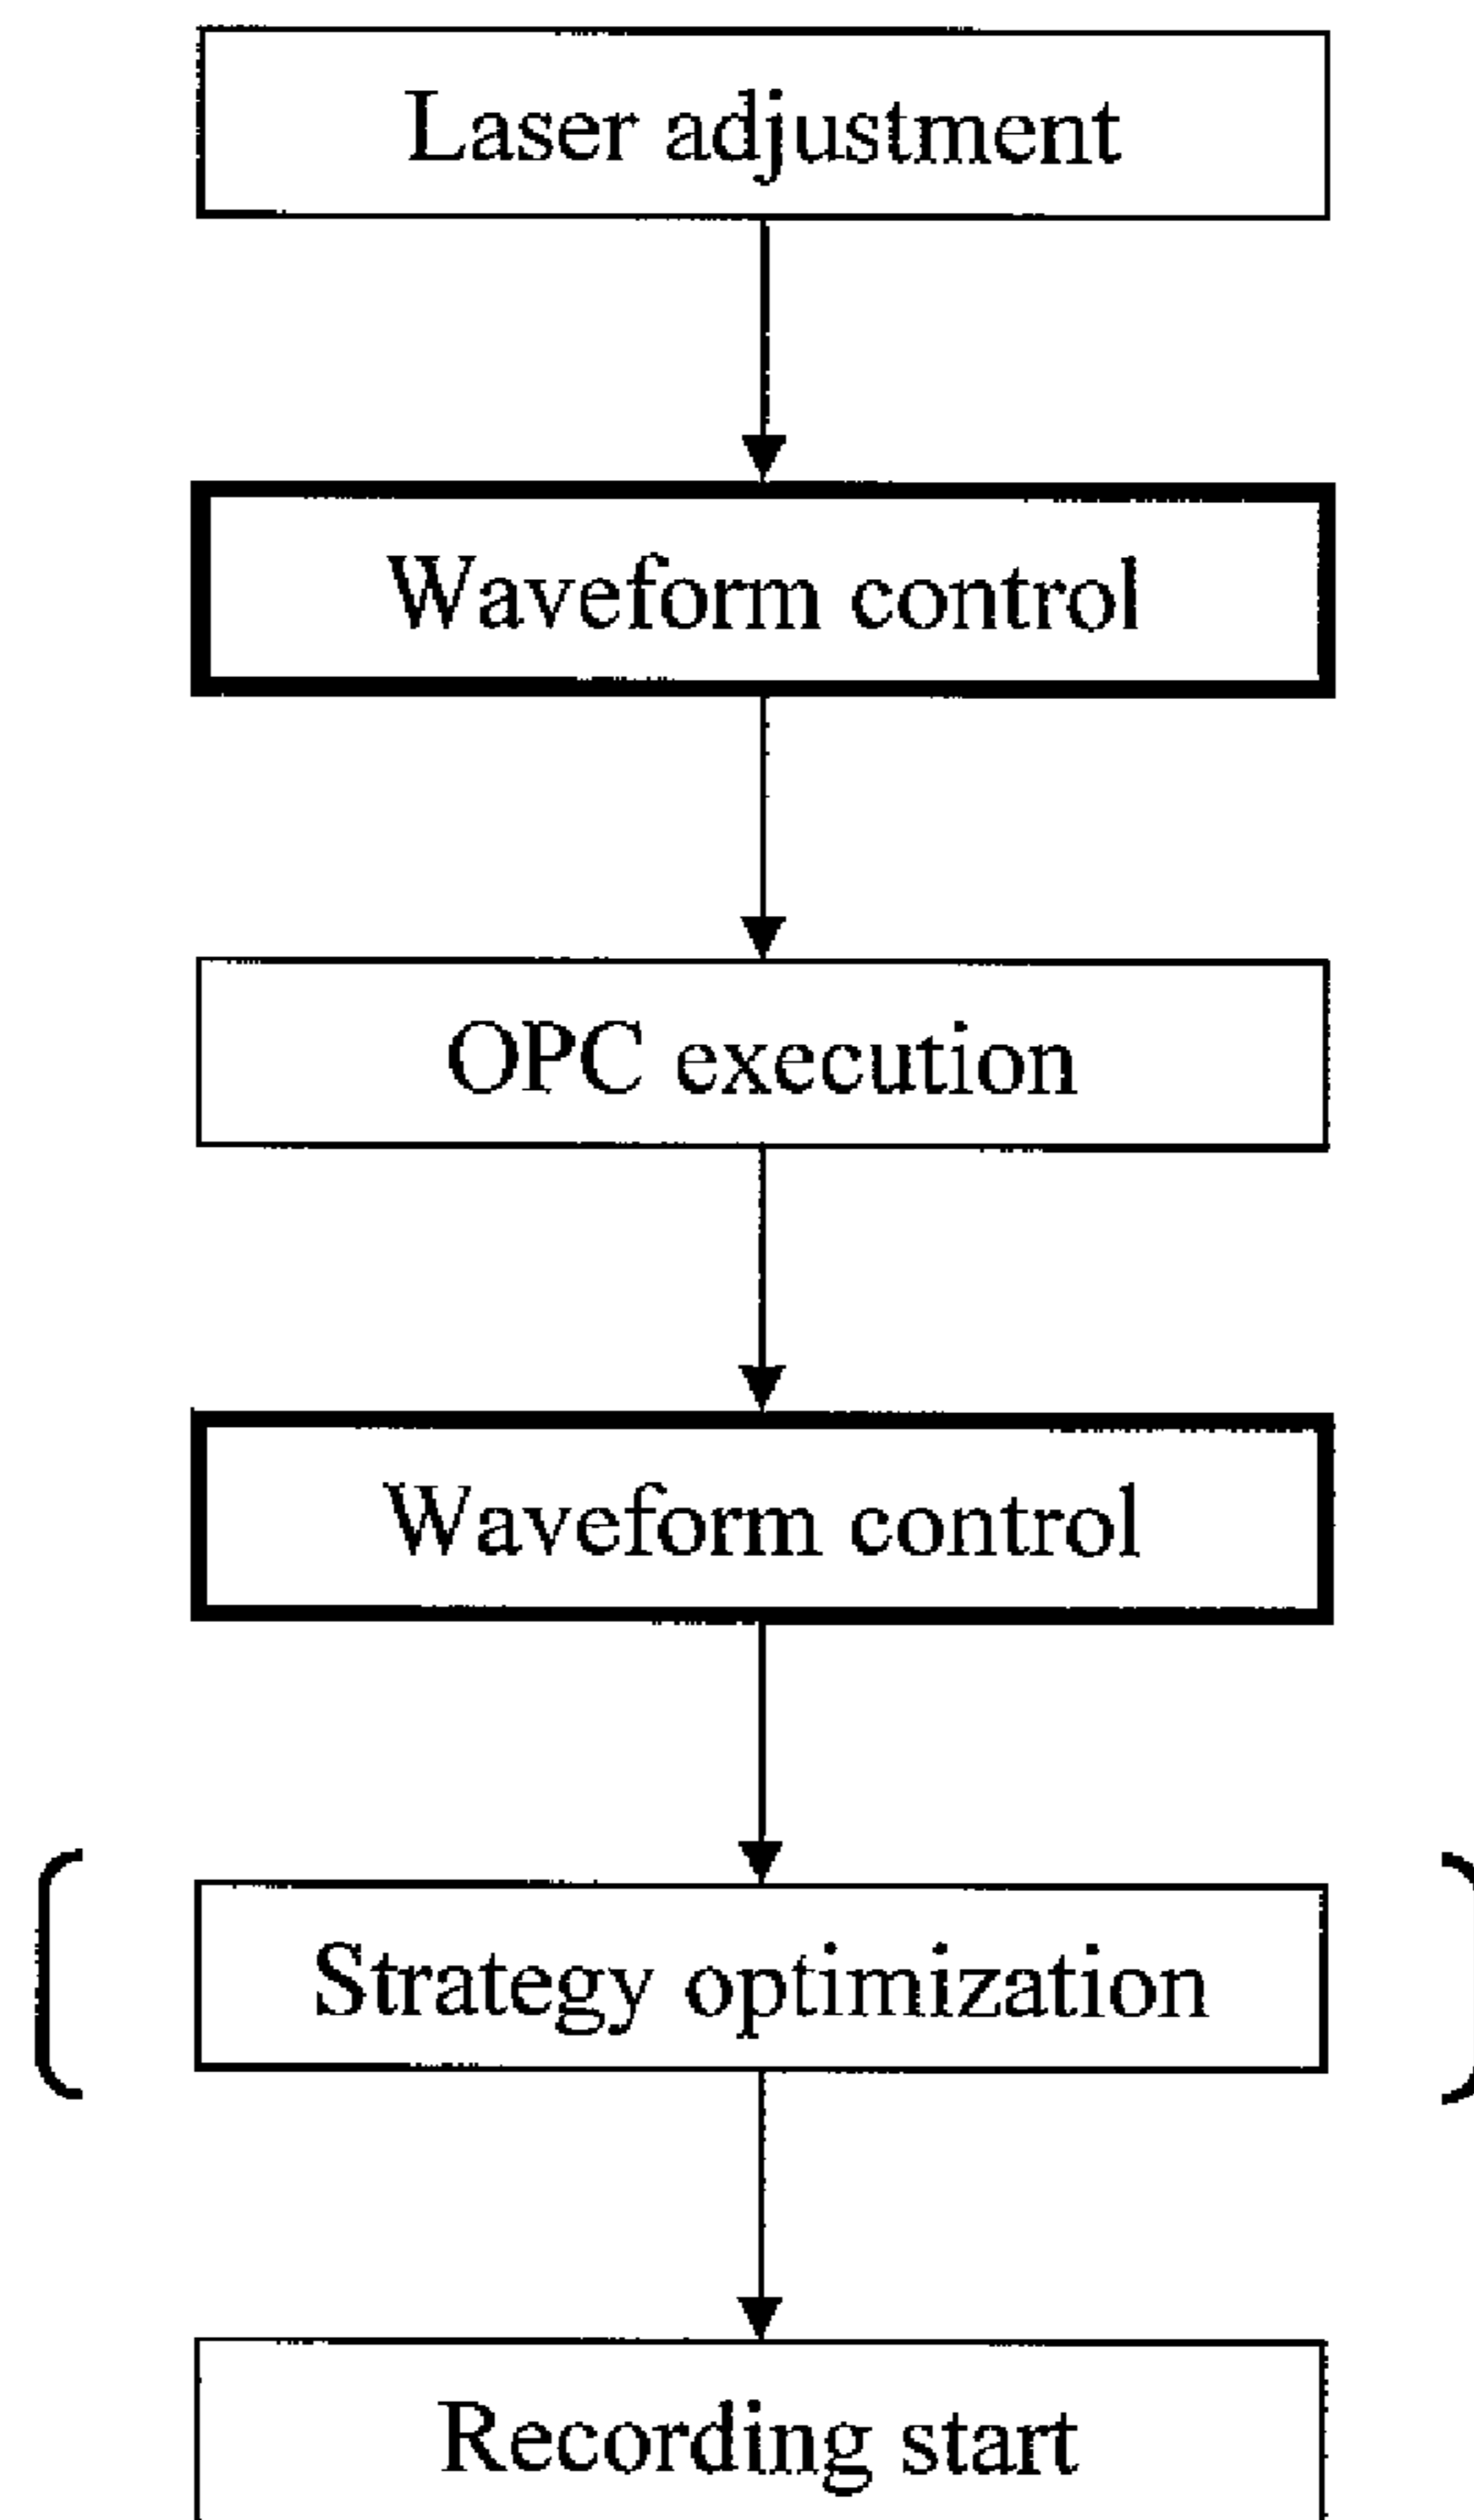 Laser adjustment
Waveform control
OPC execution
Waveform control
Strategy optimization
Recording start